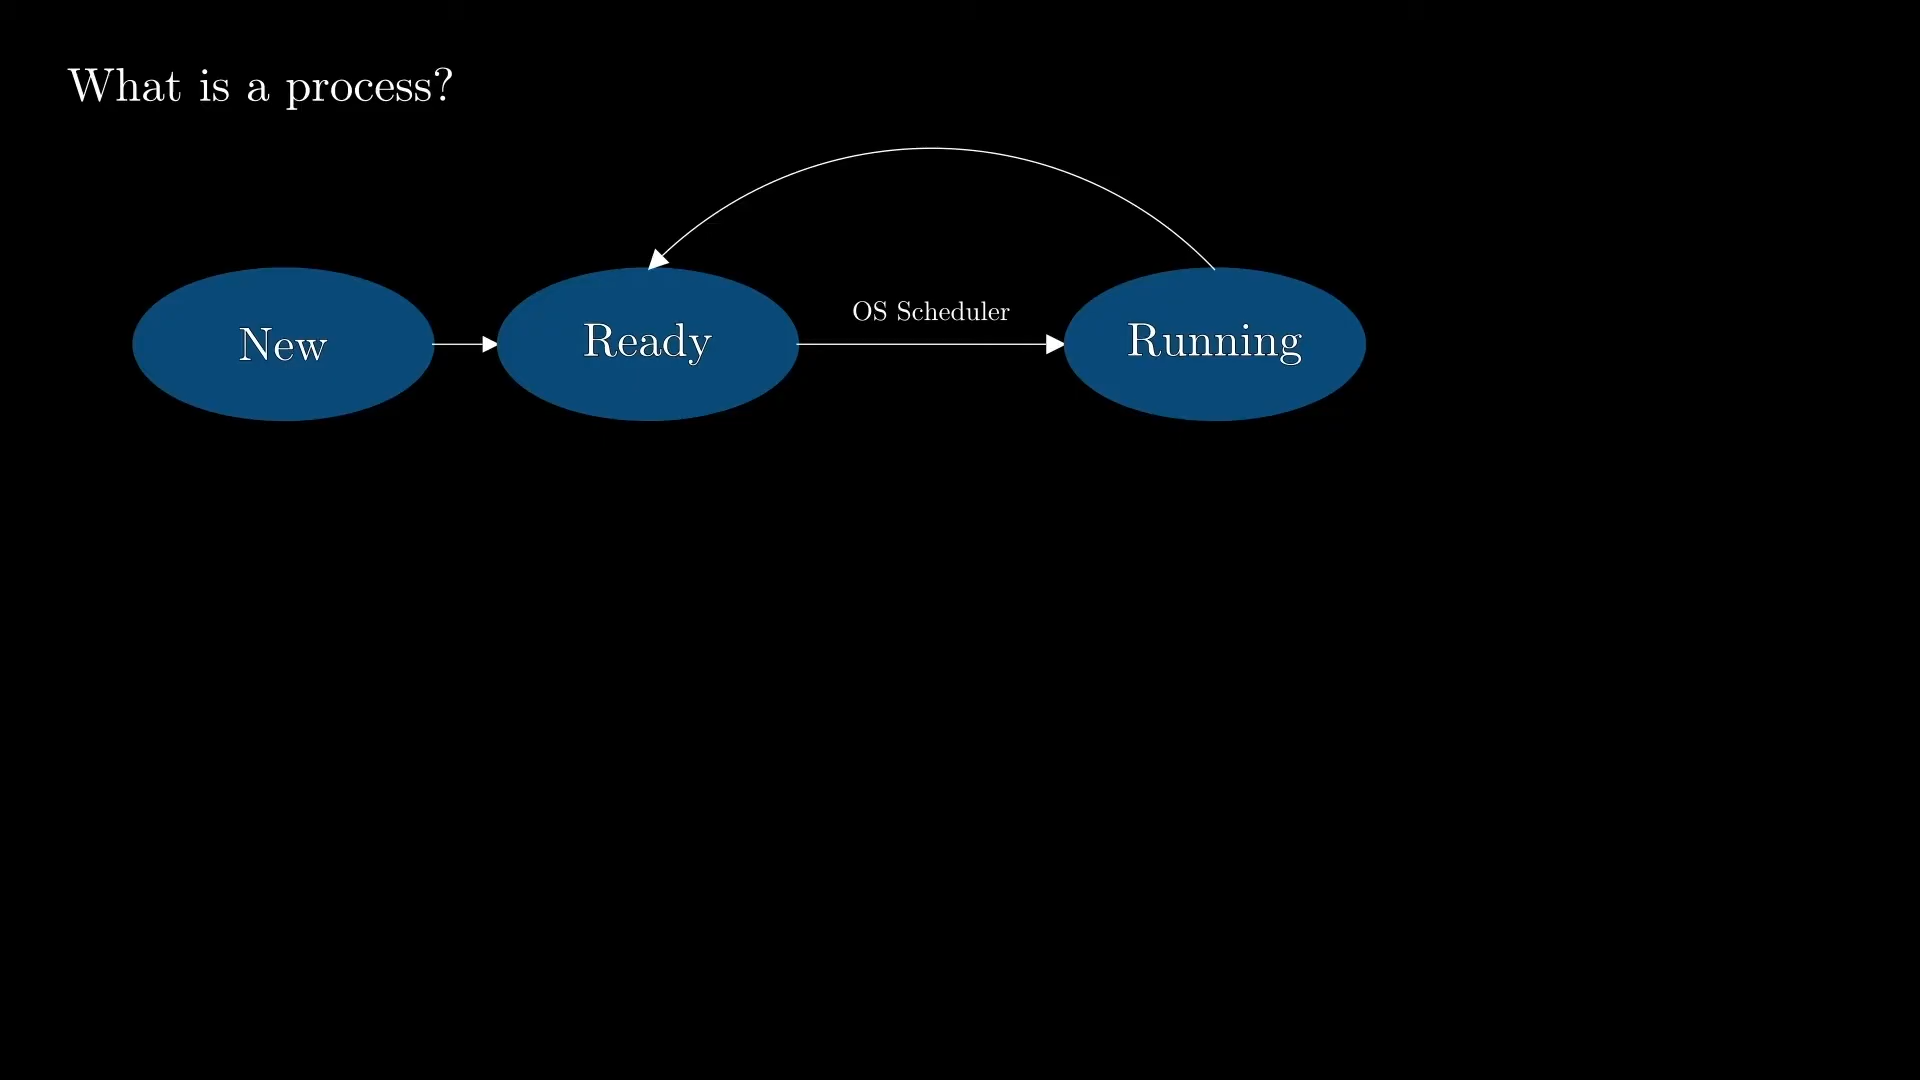 What is a process?
OS Scheduler
New
Ready
Running